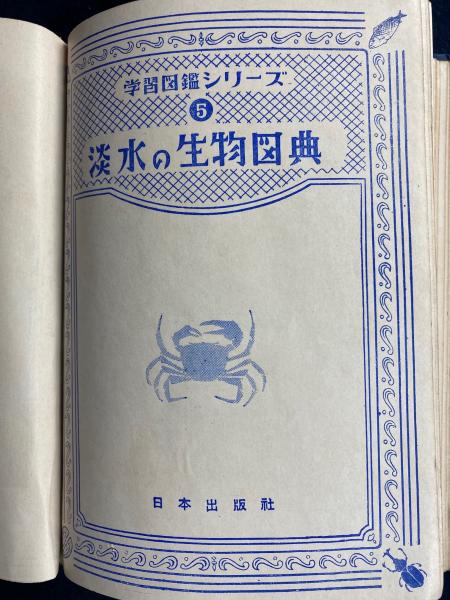 学習図鑑シリーズ
5
淡水の生物図典
日本出版社